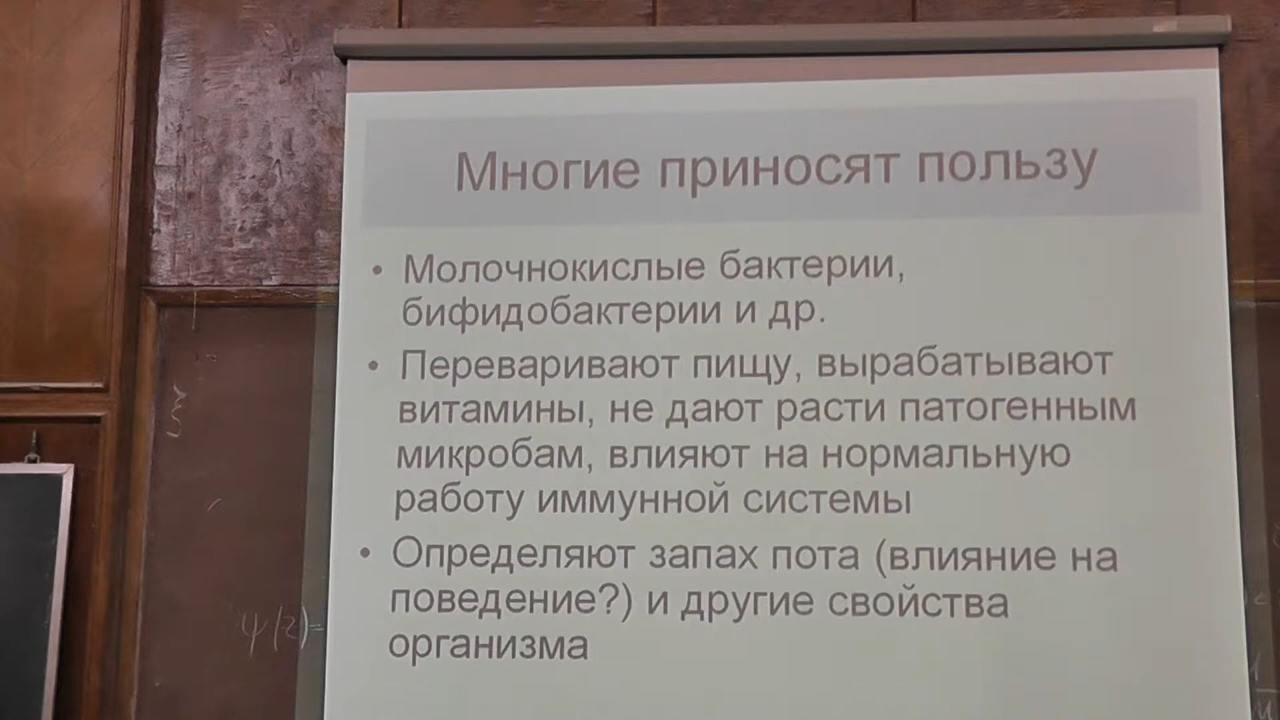 Многие приносят пользу
• Молочнокислые бактерии,
бифидобактерии и др.
• Переваривают пищу, вырабатывают
витамины, не дают расти патогенным
микробам, влияют на нормальную
работу иммунной системы
• Определяют запах пота (влияние на
поведение?) и другие свойства
организма
ψ(z)=